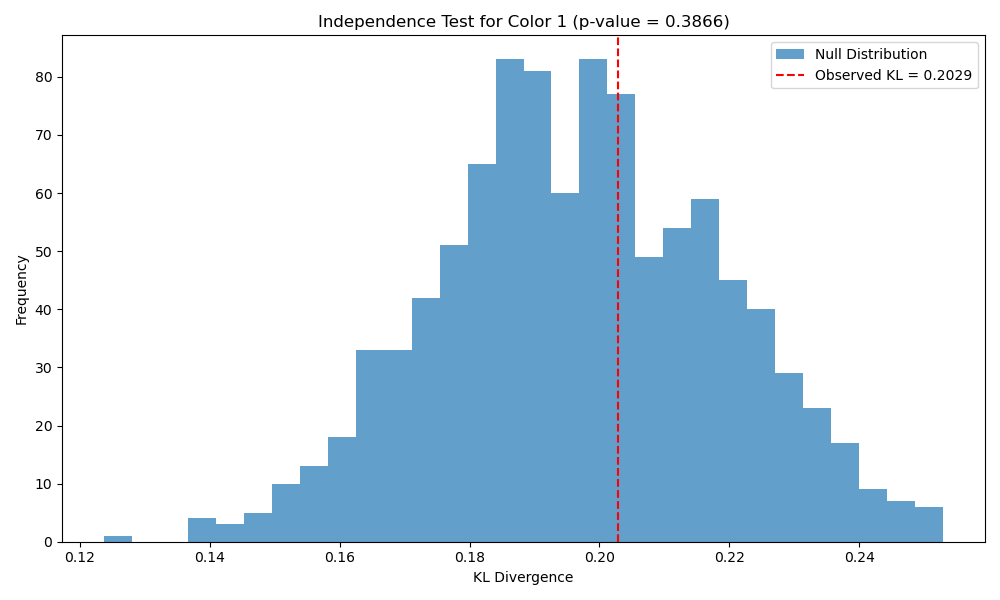 Independence Test for Color 1 (p-value = 0.3866)
Null Distribution
Observed KL = 0.2029
80
70
60
50
40
30
20
10
0
Frequency
0.12 0.14 0.16 0.18 0.20 0.22 0.24
KL Divergence